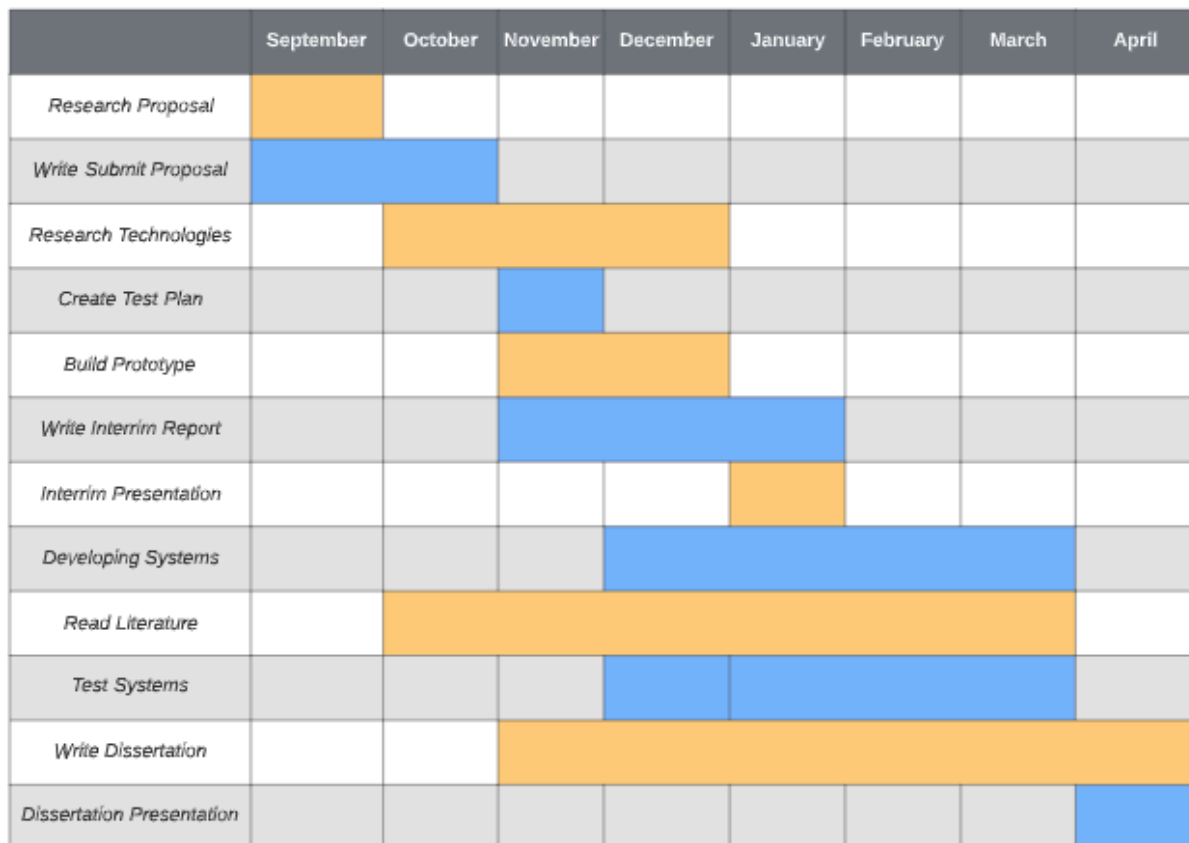 September October November December January February March April
Research Proposal
Write Submit Proposal
Research Technologies
Create Test Plan
Build Prototype
Write Interrim Report
Interrim Presentation
Developing Systems
Read Literature
Test Systems
Write Dissertation
Dissertation Presentation